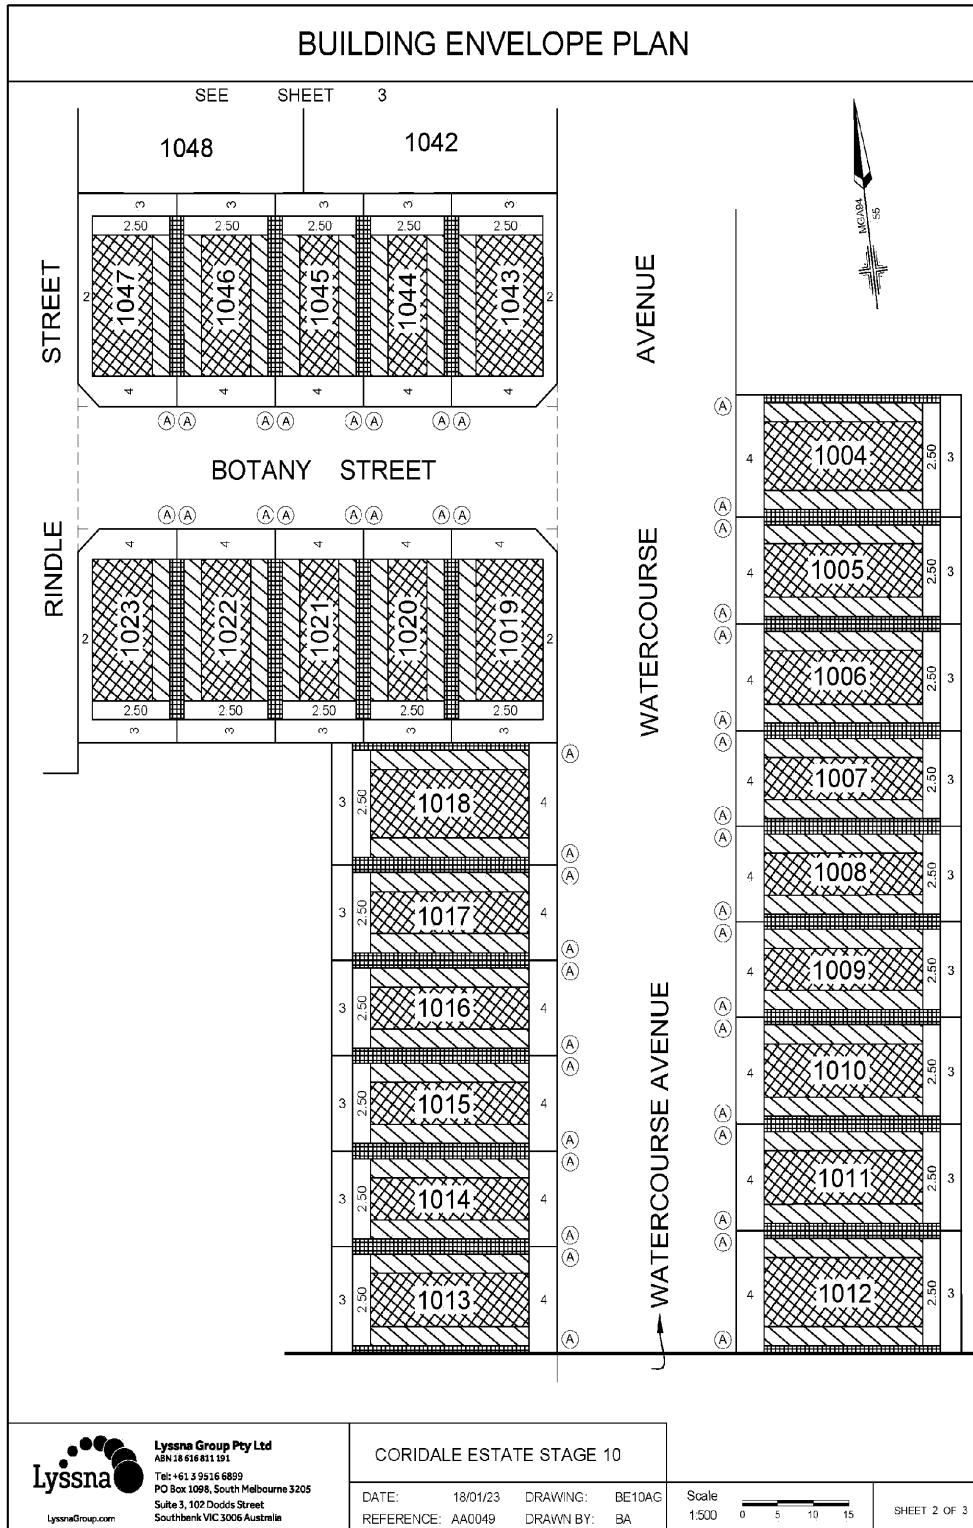 BUILDING ENVELOPE PLAN
SEE SHEET 3
1048 1042
MGA94
55
3 3 3 3 3
2.50 2.50 2.50 2.50 2.50
2 1047 1046 1045 1044 1043 2
4 4 4 4 4
A A A A A A A A
STREET
AVENUE
BOTANY STREET
A A A A A A A A
4 4 4 4 4
2 1023 1022 1021 1020 1019 2
2.50 2.50 2.50 2.50 2.50
3 3 3 3 3
RINDLE
WATERCOURSE
A
4 1004 2.50 3
A
A
4 1005 2.50 3
A
A
4 1006 2.50 3
A
A
4 1007 2.50 3
A
A
4 1008 2.50 3
A
A
4 1009 2.50 3
A
A
4 1010 2.50 3
A
A
4 1011 2.50 3
A
A
4 1012 2.50 3
A
A
3 2.50 1018 4
A
A
3 2.50 1017 4
A
A
3 2.50 1016 4
A
A
3 2.50 1015 4
A
A
3 2.50 1014 4
A
A
3 2.50 1013 4
A
WATERCOURSE AVENUE
Lyssna
LyssnaGroup.com
Lyssna Group Pty Ltd
ABN 18 616 811 191
Tel: +61 3 9516 6899
PO Box 1098, South Melbourne 3205
Suite 3, 102 Dodds Street
Southbank VIC 3006 Australia
CORIDALE ESTATE STAGE 10
DATE: 18/01/23 DRAWING: BE10AG
REFERENCE: AA0049 DRAWN BY: BA
Scale
1:500
0 5 10 15
SHEET 2 OF 3